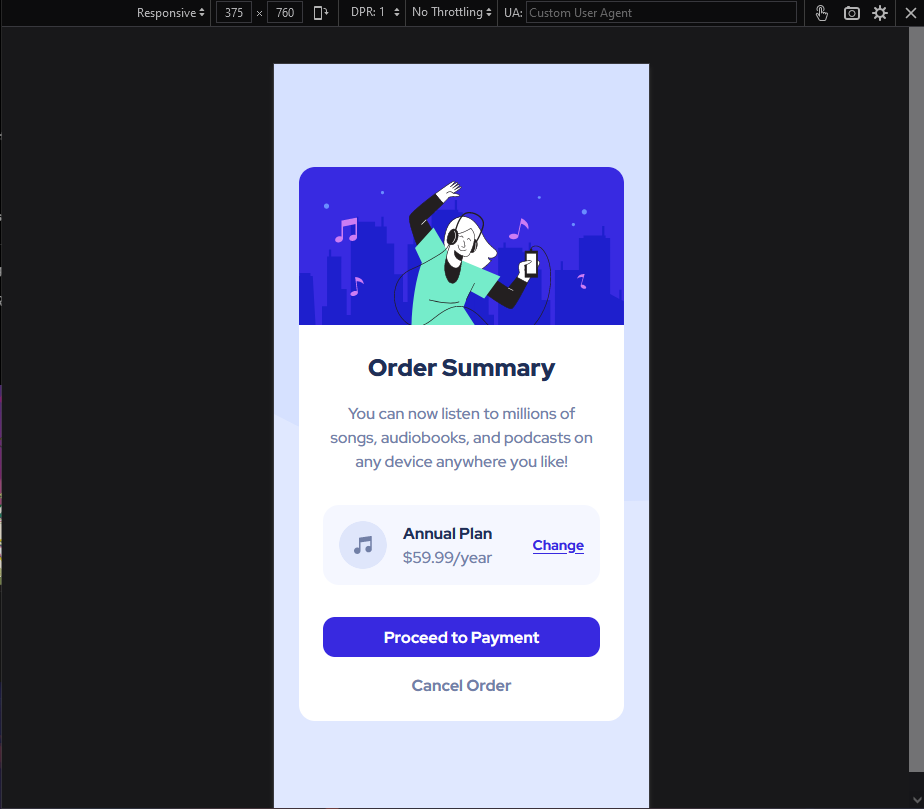 Responsive 375 × 760 DPR: 1 No Throttling UA: Custom User Agent
Order Summary
You can now listen to millions of
songs, audiobooks, and podcasts on
any device anywhere you like!
Annual Plan
$59.99/year
Change
Proceed to Payment
Cancel Order